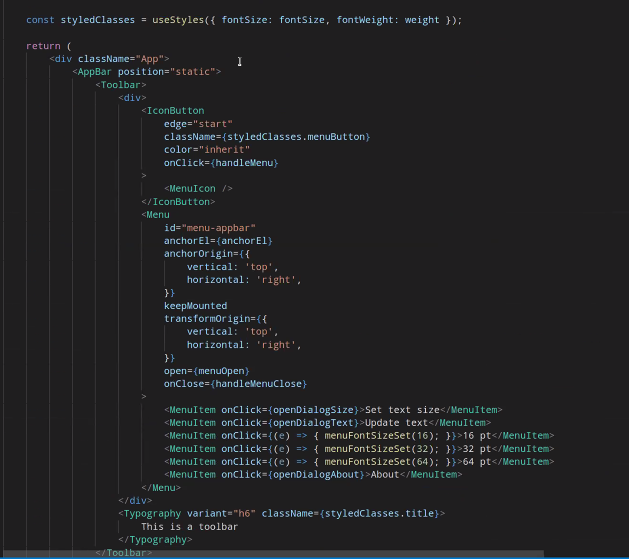 const styledClasses = useStyles({ fontSize: fontSize, fontWeight: weight });
return (
<div className="App">
<AppBar position="static">
<Toolbar>
<div>
<IconButton
edge="start"
className={styledClasses.menuButton}
color="inherit"
onClick={handleMenu}
>
<MenuIcon />
</IconButton>
<Menu
id="menu-appbar"
anchorEl={anchorEl}
anchorOrigin={{
vertical: 'top',
horizontal: 'right',
}}
keepMounted
transformOrigin={{
vertical: 'top',
horizontal: 'right',
}}
open={menuOpen}
onClose={handleMenuClose}
>
<MenuItem onClick={openDialogSize}>Set text size</MenuItem>
<MenuItem onClick={openDialogText}>Update text</MenuItem>
<MenuItem onClick={(e) => { menuFontSizeSet(16); }}>16 pt</MenuItem>
<MenuItem onClick={(e) => { menuFontSizeSet(32); }}>32 pt</MenuItem>
<MenuItem onClick={(e) => { menuFontSizeSet(64); }}>64 pt</MenuItem>
<MenuItem onClick={openDialogAbout}>About</MenuItem>
</Menu>
</div>
<Typography variant="h6" className={styledClasses.title}>
This is a toolbar
</Typography>
</Toolbar>